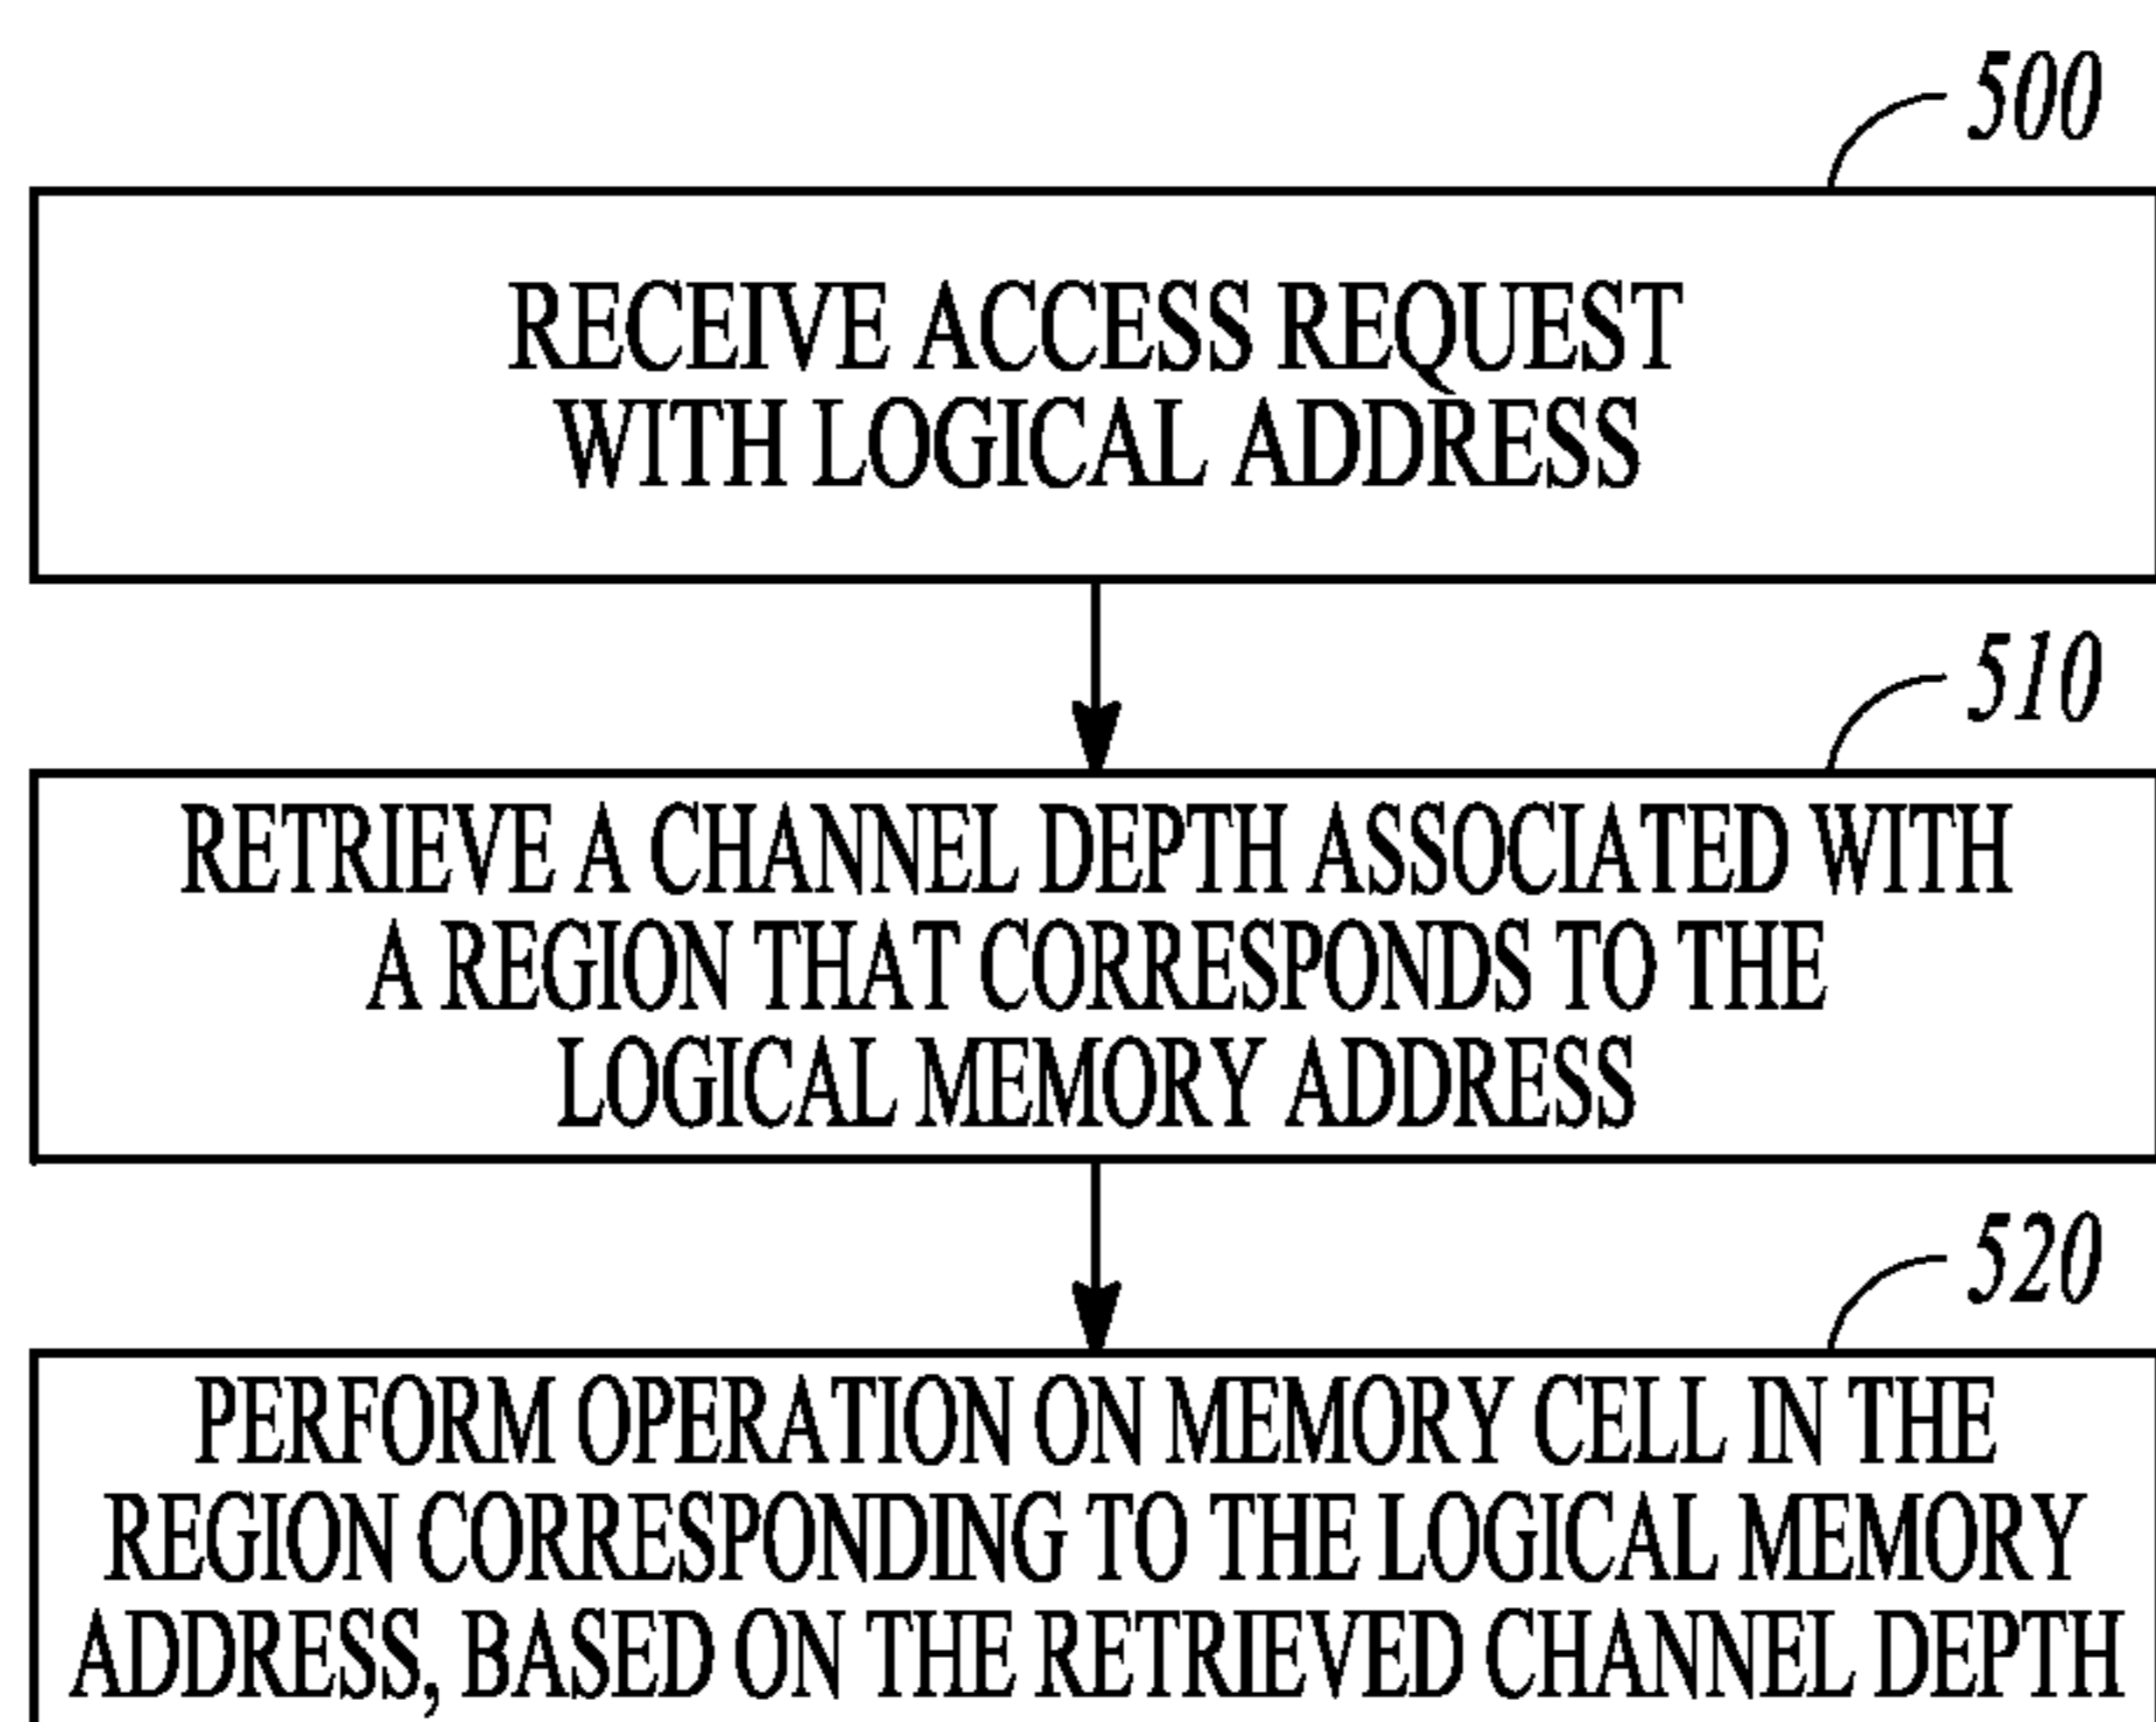 500
RECEIVE ACCESS REQUEST
WITH LOGICAL ADDRESS
510
RETRIEVE A CHANNEL DEPTH ASSOCIATED WITH
A REGION THAT CORRESPONDS TO THE
LOGICAL MEMORY ADDRESS
520
PERFORM OPERATION ON MEMORY CELL IN THE
REGION CORRESPONDING TO THE LOGICAL MEMORY
ADDRESS, BASED ON THE RETRIEVED CHANNEL DEPTH